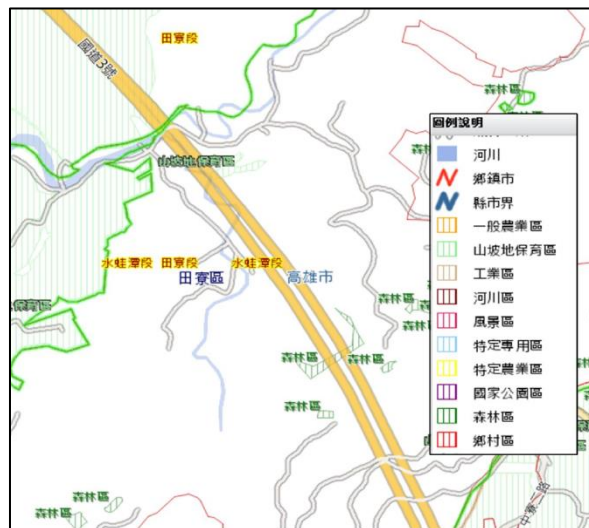 田寮段
國道3號
森林區
森林區
圖例說明
河川
鄉鎮市
縣市界
一般農業區
山坡地保育區
工業區
河川區
風景區
特定專用區
特定農業區
國家公園區
森林區
鄉村區
山坡地保育區
水蛙潭段 田寮段
水蛙潭段
田寮區
高雄市
保育區
森林區
森林區
森林區
森林區
森林區
森林區
森林區
中寮二路